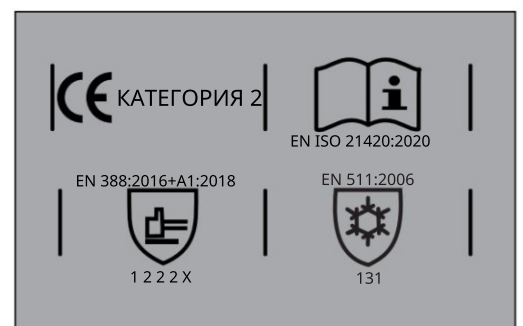 CE КАТЕГОРИЯ 2
i
EN ISO 21420:2020
EN 388:2016+A1:2018
1 2 2 2 X
EN 511:2006
131